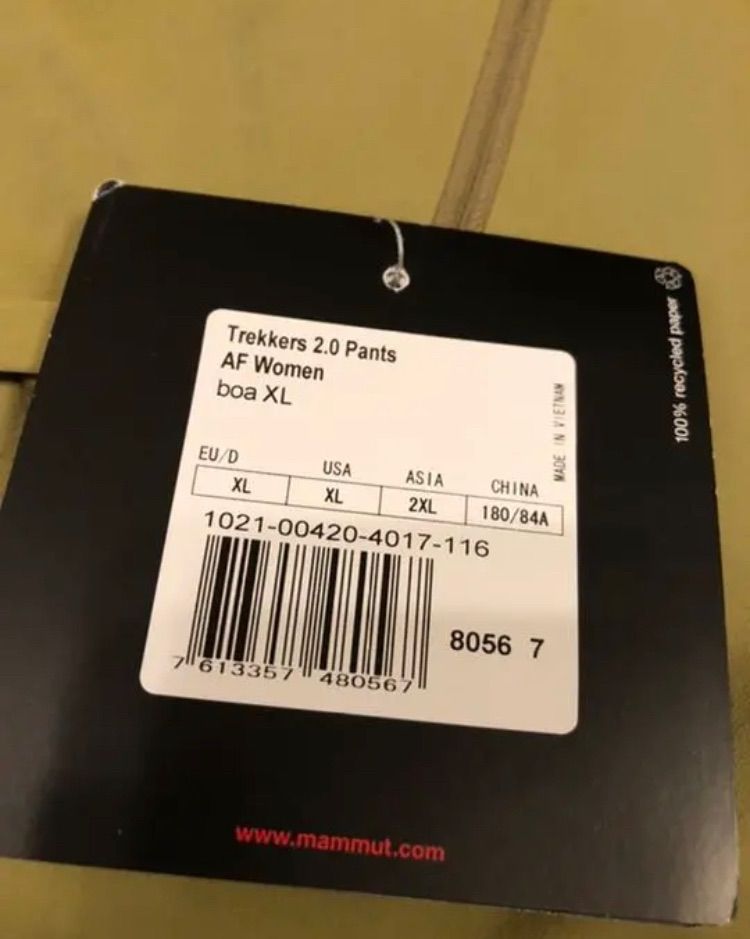 Trekkers 2.0 Pants
AF Women
boa XL
MADE IN VIETNAM
EU/D USA ASIA CHINA
XL XL 2XL 180/84A
1021-00420-4017-116
8056 7
7 613357 480567
100% recycled paper
www.mammut.com